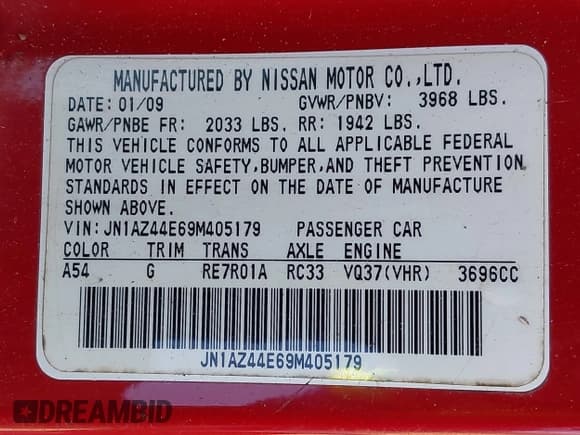 MANUFACTURED BY NISSAN MOTOR CO.,LTD.
DATE: 01/09 GVWR/PNBV: 3968 LBS.
GAWR/PNBE FR: 2033 LBS. RR: 1942 LBS.
THIS VEHICLE CONFORMS TO ALL APPLICABLE FEDERAL
MOTOR VEHICLE SAFETY,BUMPER,AND THEFT PREVENTION
STANDARDS IN EFFECT ON THE DATE OF MANUFACTURE
SHOWN ABOVE.
VIN: JN1AZ44E69M405179 PASSENGER CAR
COLOR TRIM TRANS AXLE ENGINE
A54 G RE7R01A RC33 VQ37(VHR) 3696CC
JN1AZ44E69M405179
DREAMBID